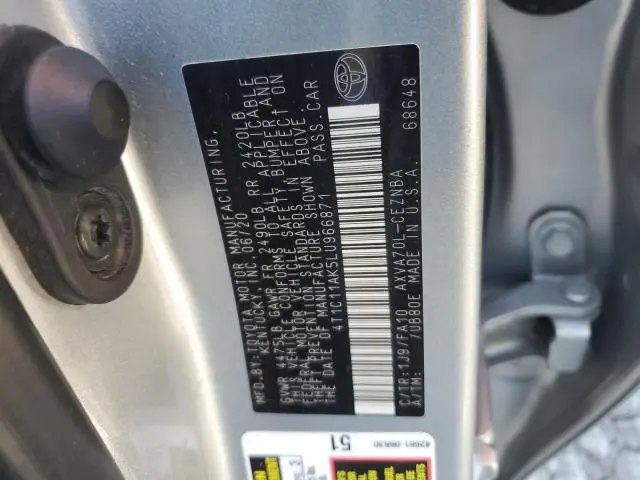 MFD.BY: TOYOTA MOTOR MANUFACTURING,
KENTUCKY, INC. 06/20
GVWR 4475LB GAWR FR 2490LB RR 2420LB
THIS VEHICLE CONFORMS TO ALL APPLICABLE
FEDERAL MOTOR VEHICLE SAFETY, BUMPER AND
THEFT PREVENTION STANDARDS IN EFFECT ON
THE DATE OF MANUFACTURE SHOWN ABOVE.
4T1C11AK5LU966871 PASS. CAR
C/TR: 1J9/FA10 AXVA70L-CEZNBA
A/TM: /UB80E MADE IN U.S.A. 68648
51
42661-06B30